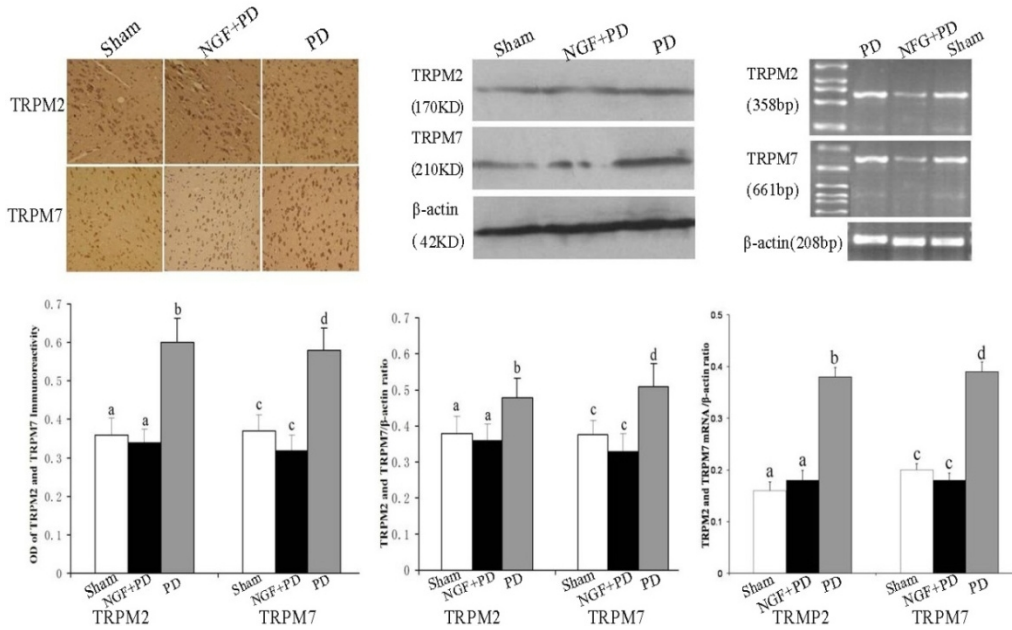 Sham NGF+PD PD
TRPM2
TRPM7
Sham NGF+PD PD
TRPM2
(170KD)
TRPM7
(210KD)
β-actin
( 42KD)
PD NFG+PD Sham
TRPM2
(358bp)
TRPM7
(661bp)
β-actin(208bp)
OD of TRPM2 and TRPM7 Immunoreactivity
0.7
0.6
0.5
0.4
0.3
0.2
0.1
0
a a b c c d
Sham NGF+PD PD Sham NGF+PD PD
TRPM2 TRPM7
TRPM2 and TRPM7/β-actin ratio
0.7
0.6
0.5
0.4
0.3
0.2
0.1
0.0
a a b c c d
Sham NGF+PD PD Sham NGF+PD PD
TRPM2 TRPM7
TRPM2 and TRPM7 mRNA /β-actin ratio
0.5
0.4
0.3
0.2
0.1
0
a a b c c d
Sham NGF+PD PD Sham NGF+PD PD
TRMP2 TRPM7